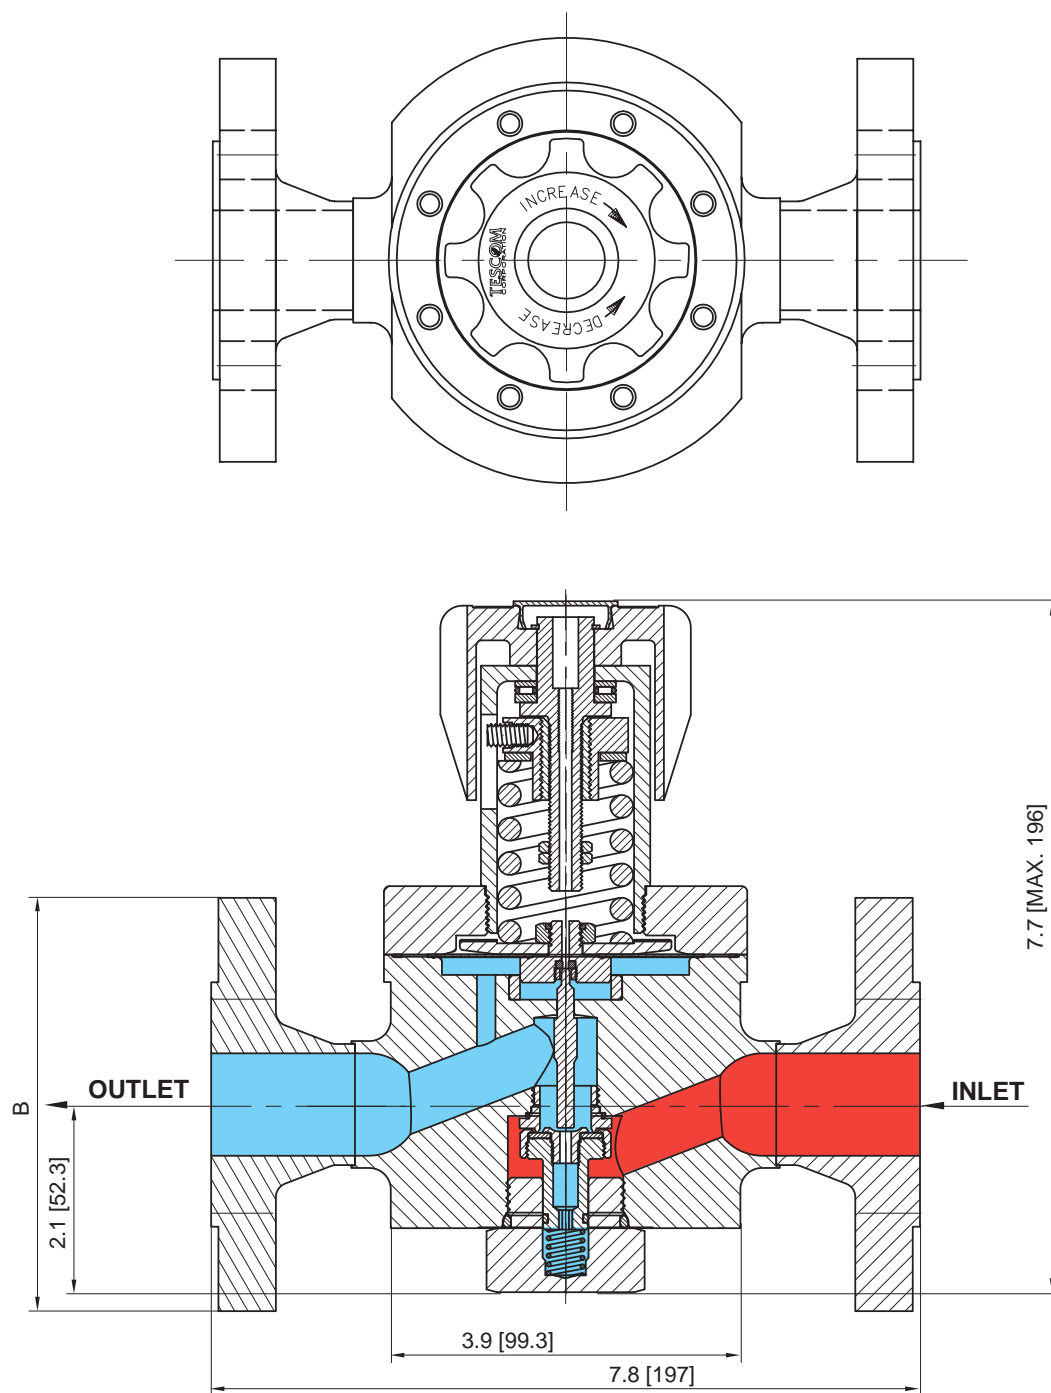 INCREASE
TESCOM
CORPORATION
DECREASE
7.7 [MAX. 196]
OUTLET
INLET
B
2.1 [52.3]
3.9 [99.3]
7.8 [197]